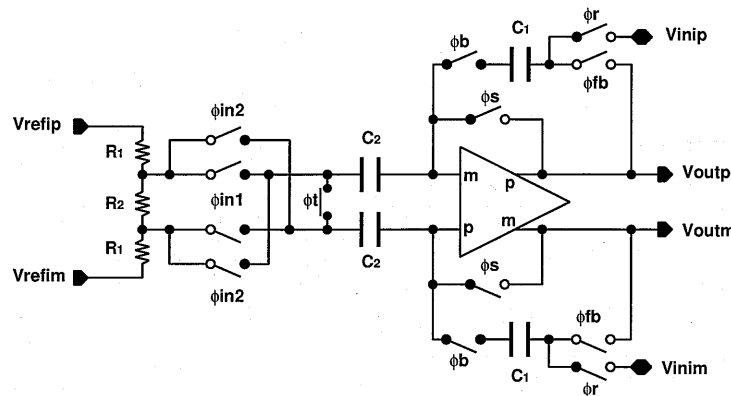 C1
ϕr
Vinip
ϕb
ϕfb
ϕs
Vrefip
ϕin2
C2
R1
m
p
Voutp
R2
ϕin1
ϕt
R1
p
m
Voutm
C2
Vrefim
ϕin2
ϕs
ϕfb
ϕb
C1
Vinim
ϕr